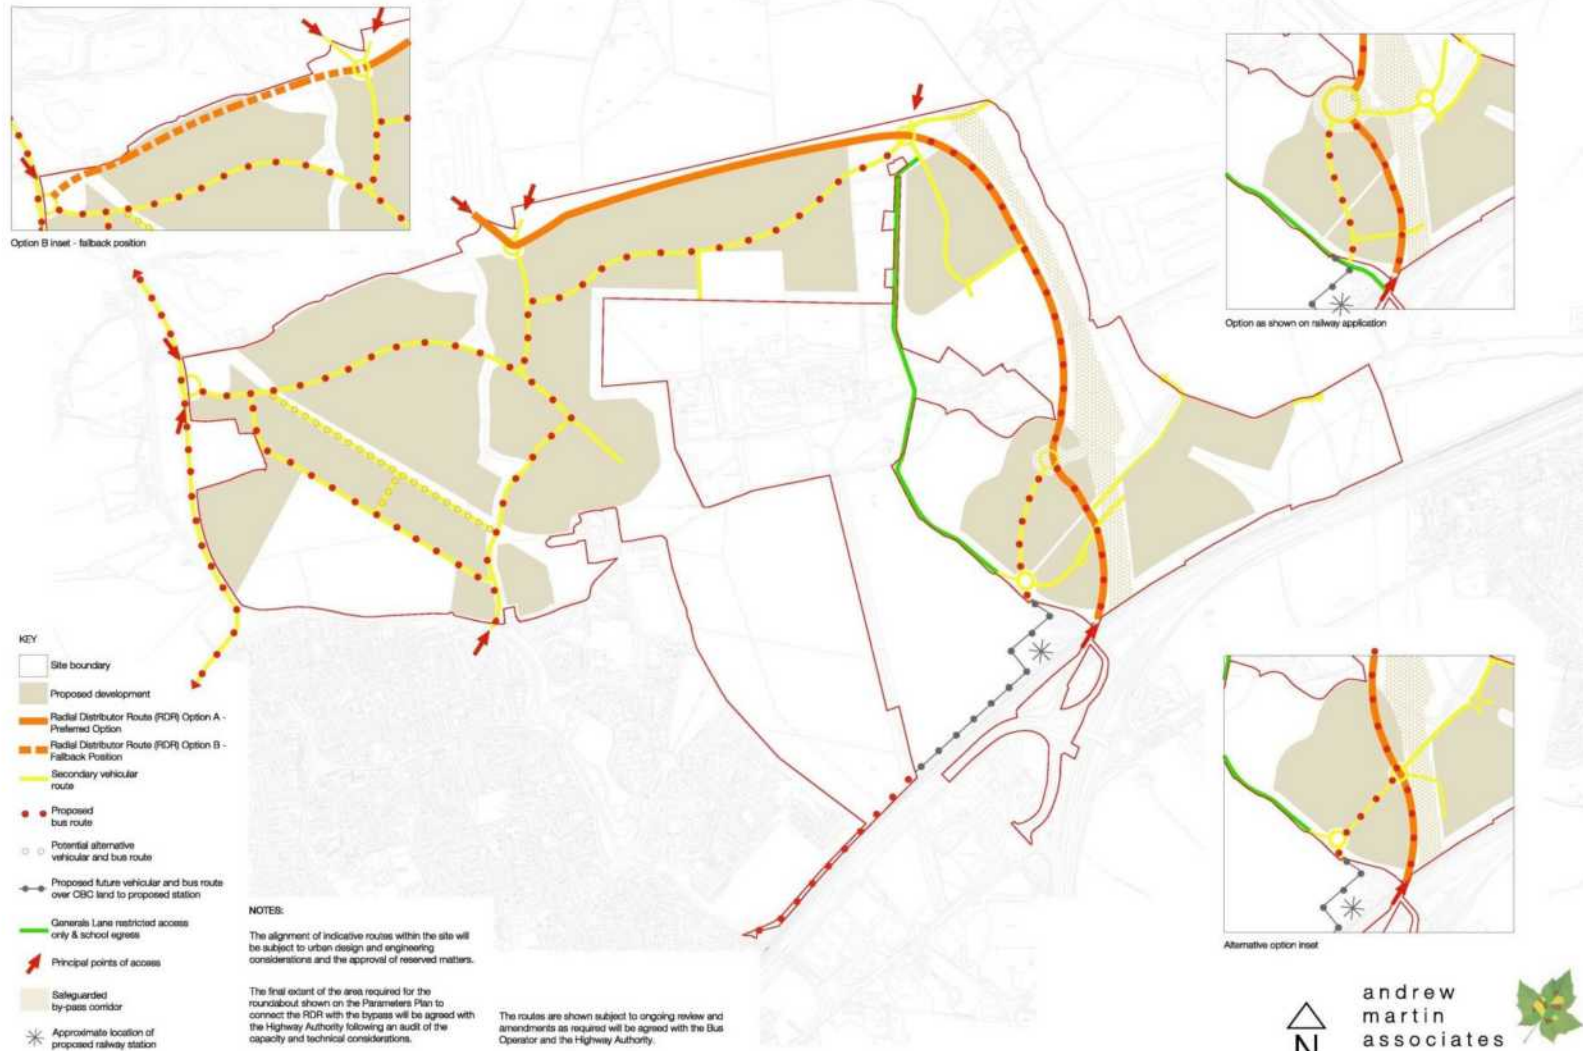 Option B inset - fallback position
Option as shown on railway application
KEY
Site boundary
Proposed development
Radial Distributor Route (RDR) Option A -
Preferred Option
Radial Distributor Route (RDR) Option B -
Fallback Position
Secondary vehicular
route
Proposed
bus route
Potential alternative
vehicular and bus route
Proposed future vehicular and bus route
over CBC land to proposed station
Generals Lane restricted access
only & school egress
Principal points of access
Safeguarded
by-pass corridor
Approximate location of
proposed railway station
NOTES:
The alignment of indicative routes within the site will
be subject to urban design and engineering
considerations and the approval of reserved matters.
The final extent of the area required for the
roundabout shown on the Parameters Plan to
connect the RDR with the bypass will be agreed with
the Highway Authority following an audit of the
capacity and technical considerations.
The routes are shown subject to ongoing review and
amendments as required will be agreed with the Bus
Operator and the Highway Authority.
Alternative option inset
N
andrew
martin
associates